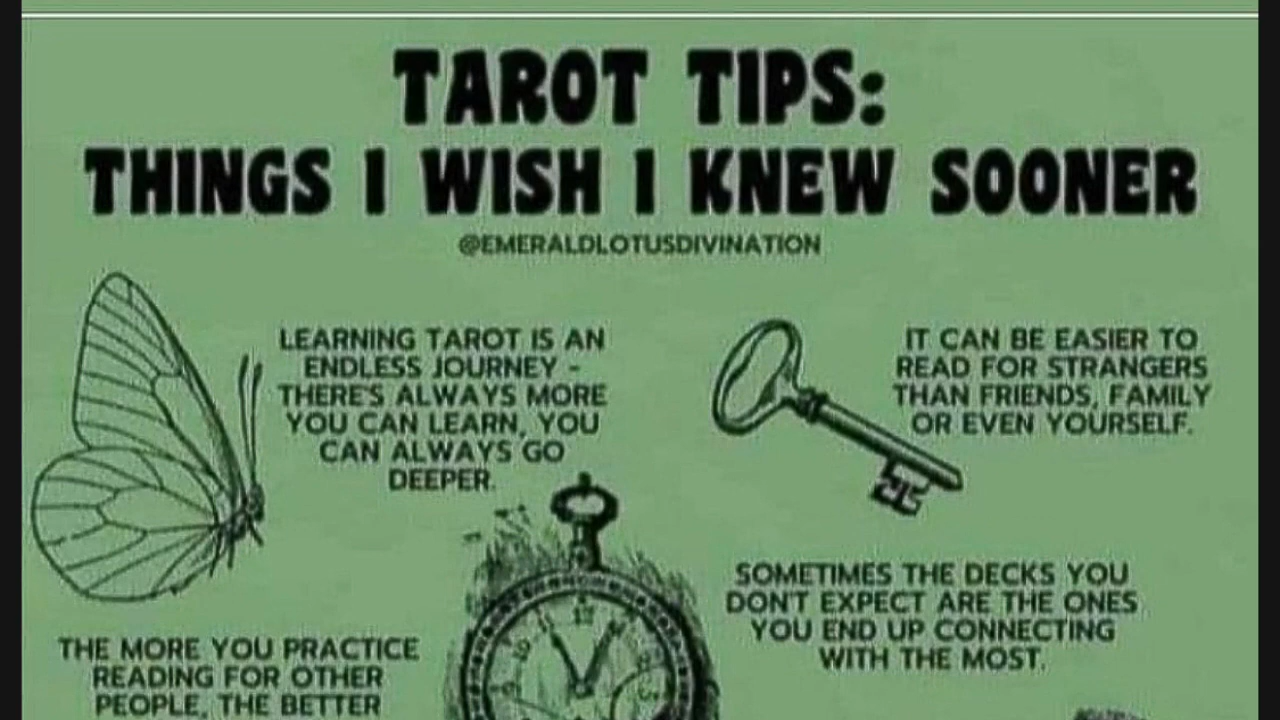 TAROT TIPS:
THINGS I WISH I KNEW SOONER
@EMERALDLOTUSDIVINATION
LEARNING TAROT IS AN
ENDLESS JOURNEY -
THERE'S ALWAYS MORE
YOU CAN LEARN, YOU
CAN ALWAYS GO
DEEPER.
IT CAN BE EASIER TO
READ FOR STRANGERS
THAN FRIENDS, FAMILY
OR EVEN YOURSELF.
SOMETIMES THE DECKS YOU
DON'T EXPECT ARE THE ONES
YOU END UP CONNECTING
WITH THE MOST.
THE MORE YOU PRACTICE
READING FOR OTHER
PEOPLE, THE BETTER